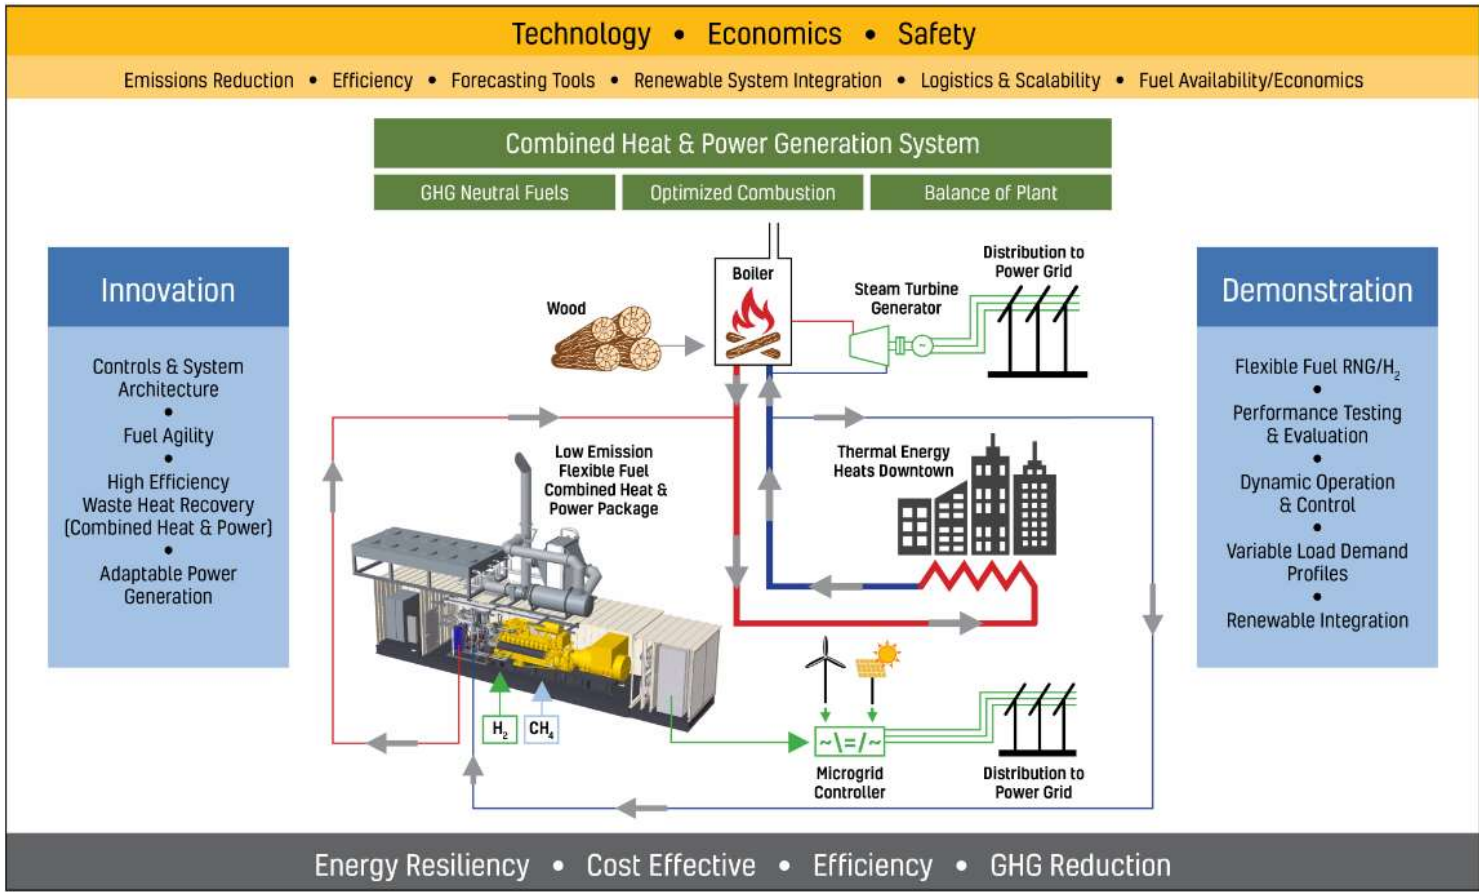 Technology • Economics • Safety
Emissions Reduction • Efficiency • Forecasting Tools • Renewable System Integration • Logistics & Scalability • Fuel Availability/Economics
Combined Heat & Power Generation System
GHG Neutral Fuels
Optimized Combustion
Balance of Plant
Innovation
Controls & System
Architecture
•
Fuel Agility
•
High Efficiency
Waste Heat Recovery
(Combined Heat & Power)
•
Adaptable Power
Generation
Wood
Boiler
Steam Turbine
Generator
~
Distribution to
Power Grid
Low Emission
Flexible Fuel
Combined Heat &
Power Package
Thermal Energy
Heats Downtown
H₂
CH₄
~\=/~
Microgrid
Controller
Distribution to
Power Grid
Demonstration
Flexible Fuel RNG/H₂
•
Performance Testing
& Evaluation
•
Dynamic Operation
& Control
•
Variable Load Demand
Profiles
•
Renewable Integration
Energy Resiliency • Cost Effective • Efficiency • GHG Reduction